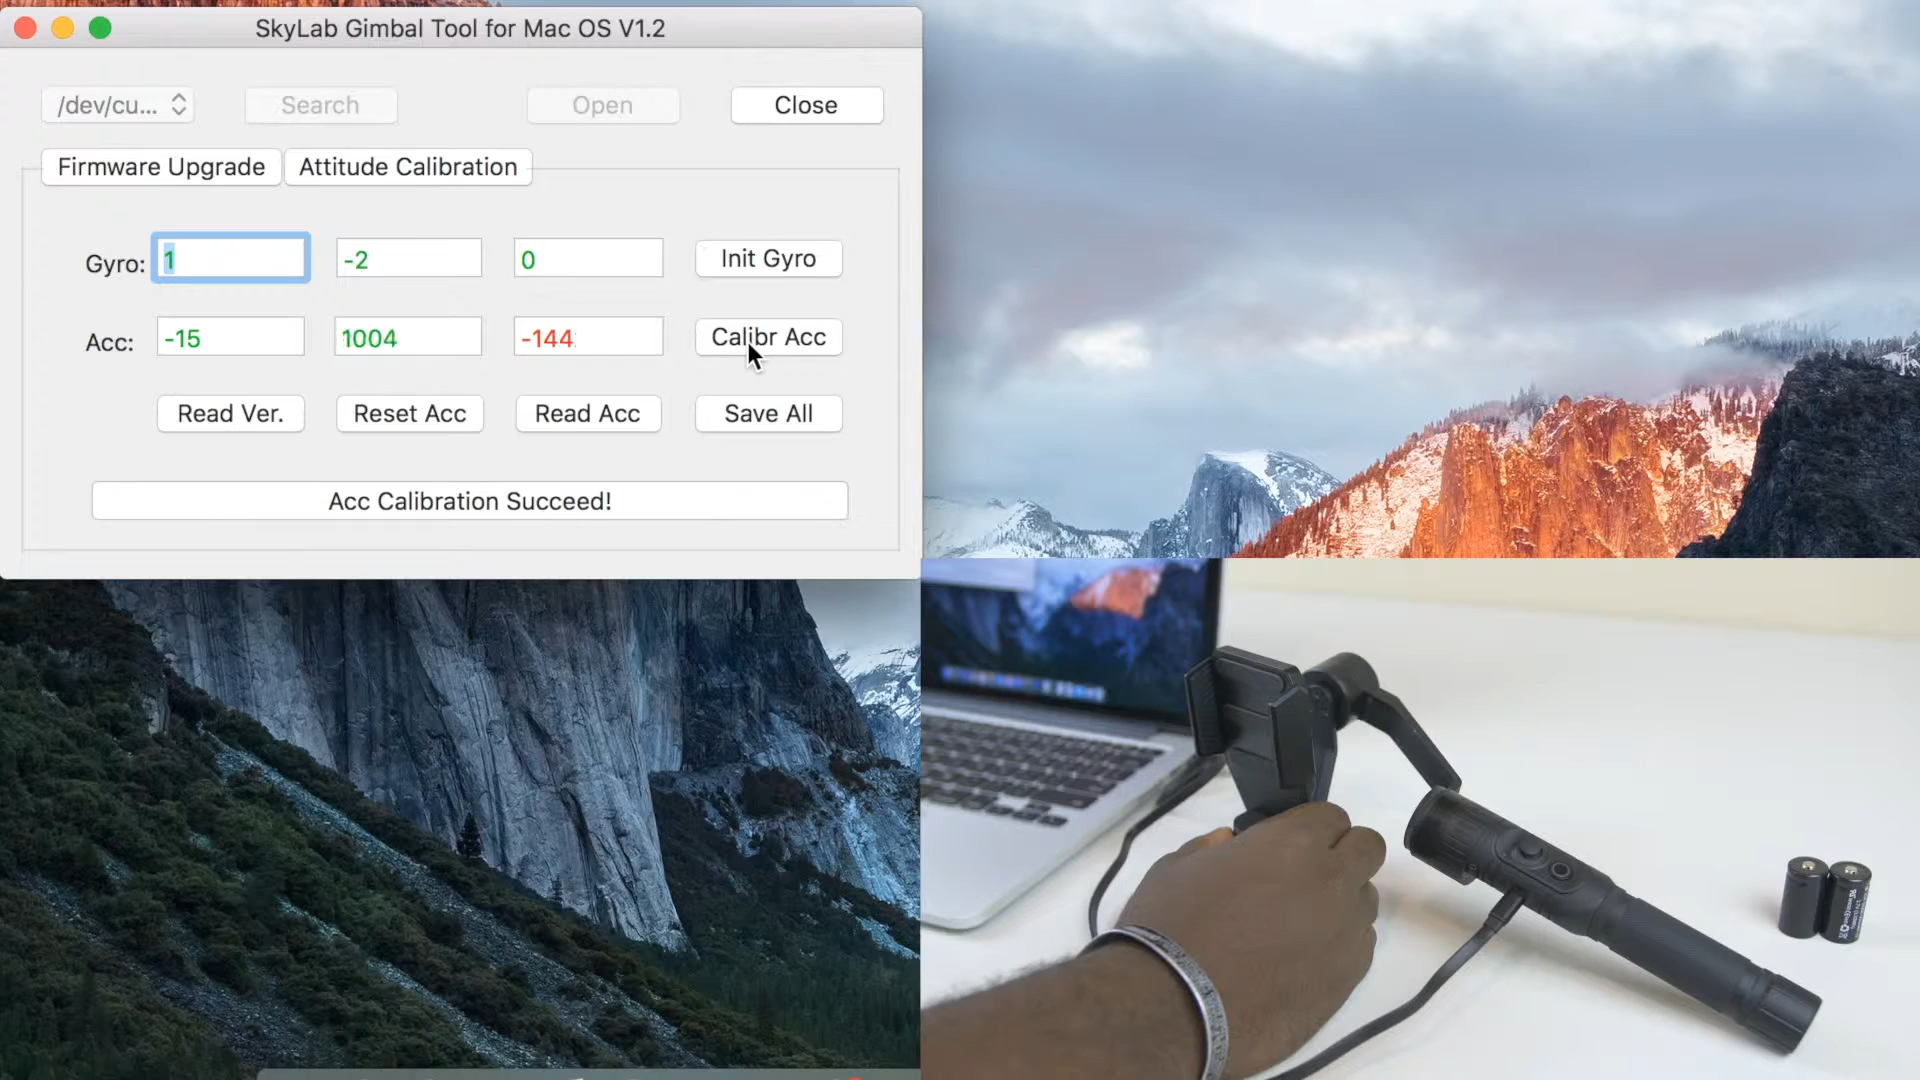 SkyLab Gimbal Tool for Mac OS V1.2
/dev/cu... Search Open Close
Firmware Upgrade Attitude Calibration
Gyro: 1 -2 0 Init Gyro
Acc: -15 1004 -144 Calibr Acc
Read Ver. Reset Acc Read Acc Save All
Acc Calibration Succeed!